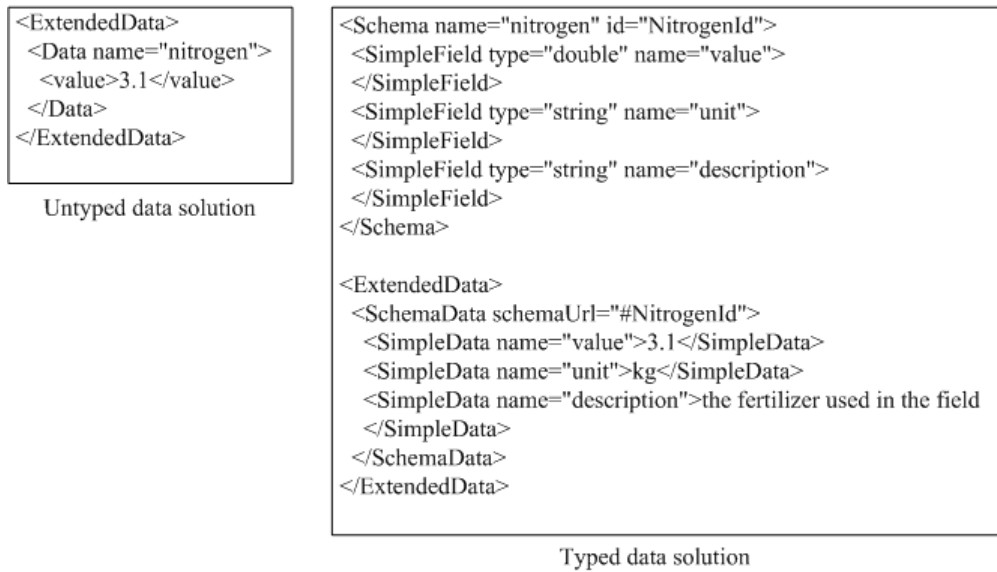 <ExtendedData>
<Data name="nitrogen">
<value>3.1</value>
</Data>
</ExtendedData>
Untyped data solution
<Schema name="nitrogen" id="NitrogenId">
<SimpleField type="double" name="value">
</SimpleField>
<SimpleField type="string" name="unit">
</SimpleField>
<SimpleField type="string" name="description">
</SimpleField>
</Schema>
<ExtendedData>
<SchemaData schemaUrl="#NitrogenId">
<SimpleData name="value">3.1</SimpleData>
<SimpleData name="unit">kg</SimpleData>
<SimpleData name="description">the fertilizer used in the field
</SimpleData>
</SchemaData>
</ExtendedData>
Typed data solution